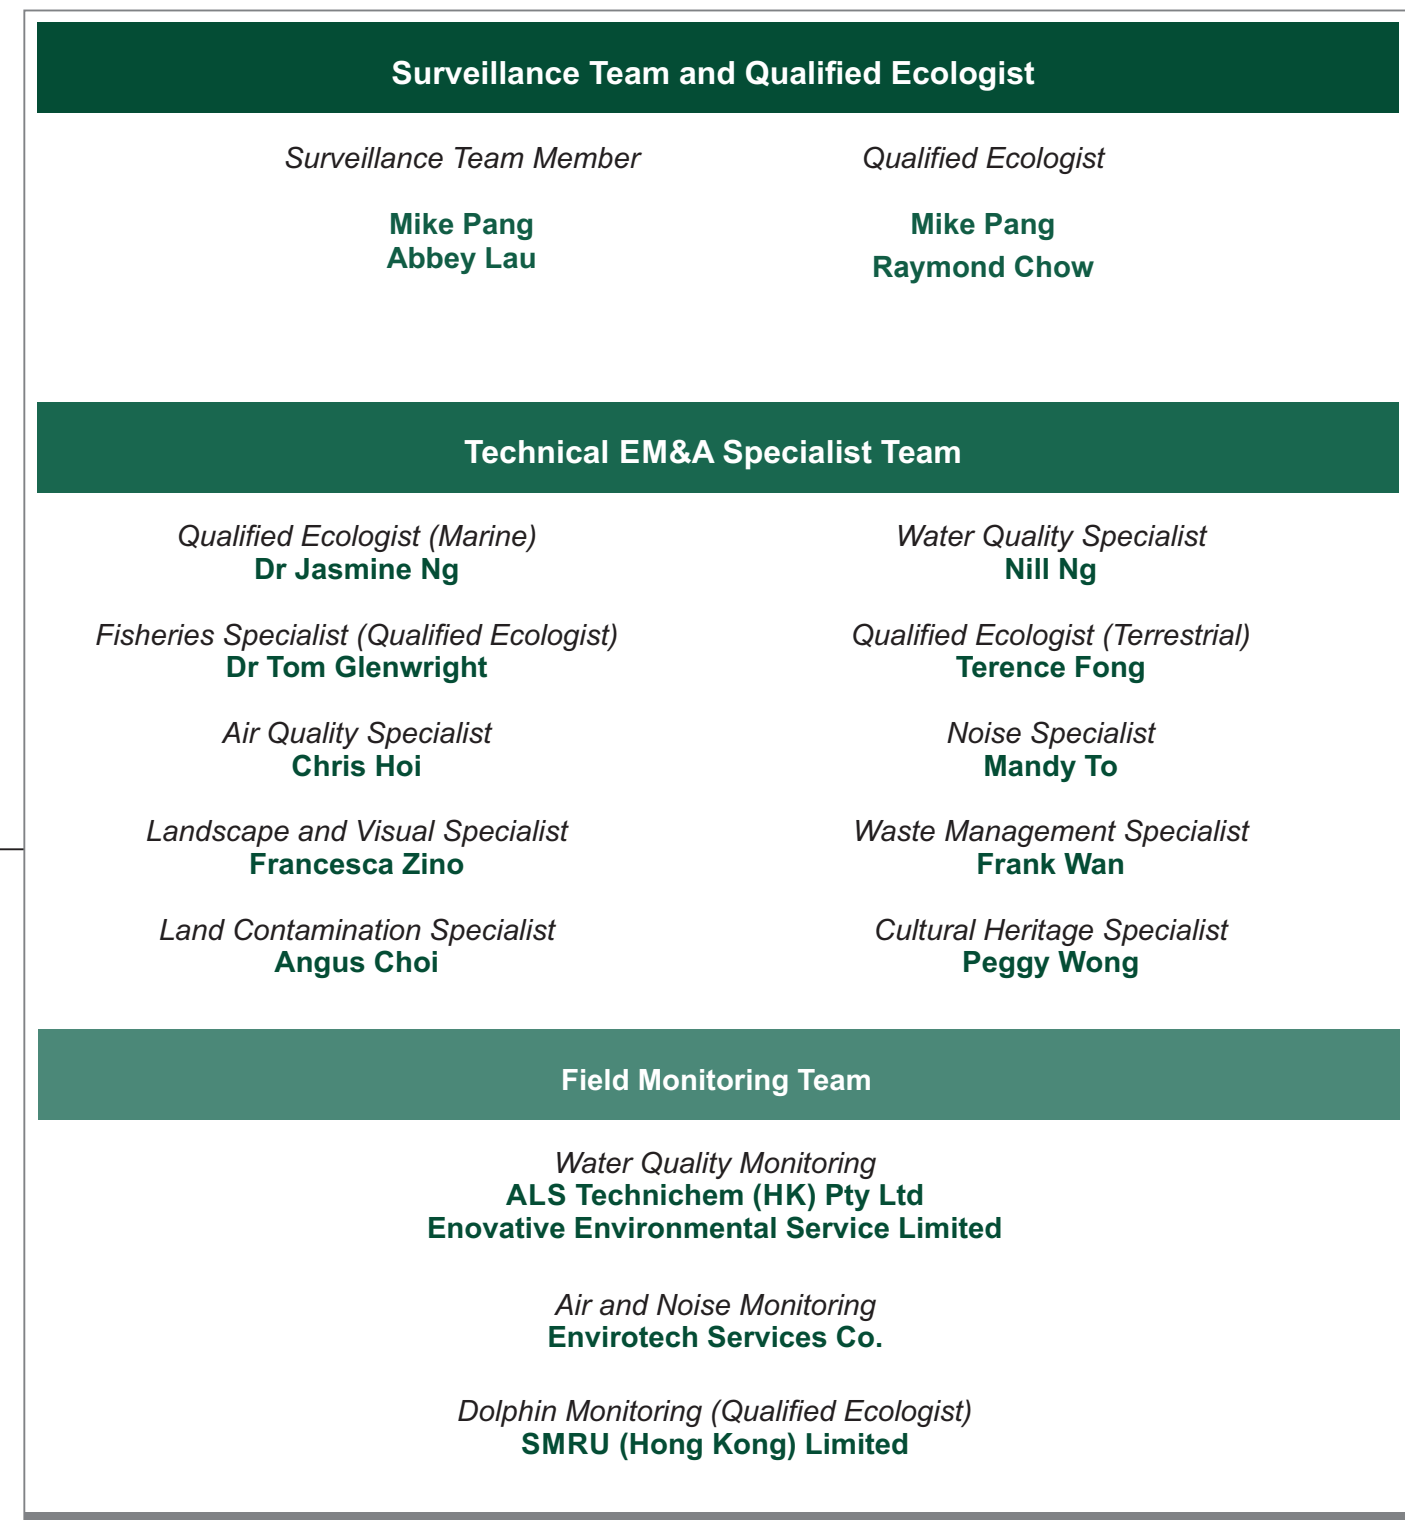 Surveillance Team and Qualified Ecologist
Surveillance Team Member
Mike Pang
Abbey Lau
Qualified Ecologist
Mike Pang
Raymond Chow
Technical EM&A Specialist Team
Qualified Ecologist (Marine)
Dr Jasmine Ng
Water Quality Specialist
Nill Ng
Fisheries Specialist (Qualified Ecologist)
Dr Tom Glenwright
Qualified Ecologist (Terrestrial)
Terence Fong
Air Quality Specialist
Chris Hoi
Noise Specialist
Mandy To
Landscape and Visual Specialist
Francesca Zino
Waste Management Specialist
Frank Wan
Land Contamination Specialist
Angus Choi
Cultural Heritage Specialist
Peggy Wong
Field Monitoring Team
Water Quality Monitoring
ALS Technichem (HK) Pty Ltd
Enovative Environmental Service Limited
Air and Noise Monitoring
Envirotech Services Co.
Dolphin Monitoring (Qualified Ecologist)
SMRU (Hong Kong) Limited